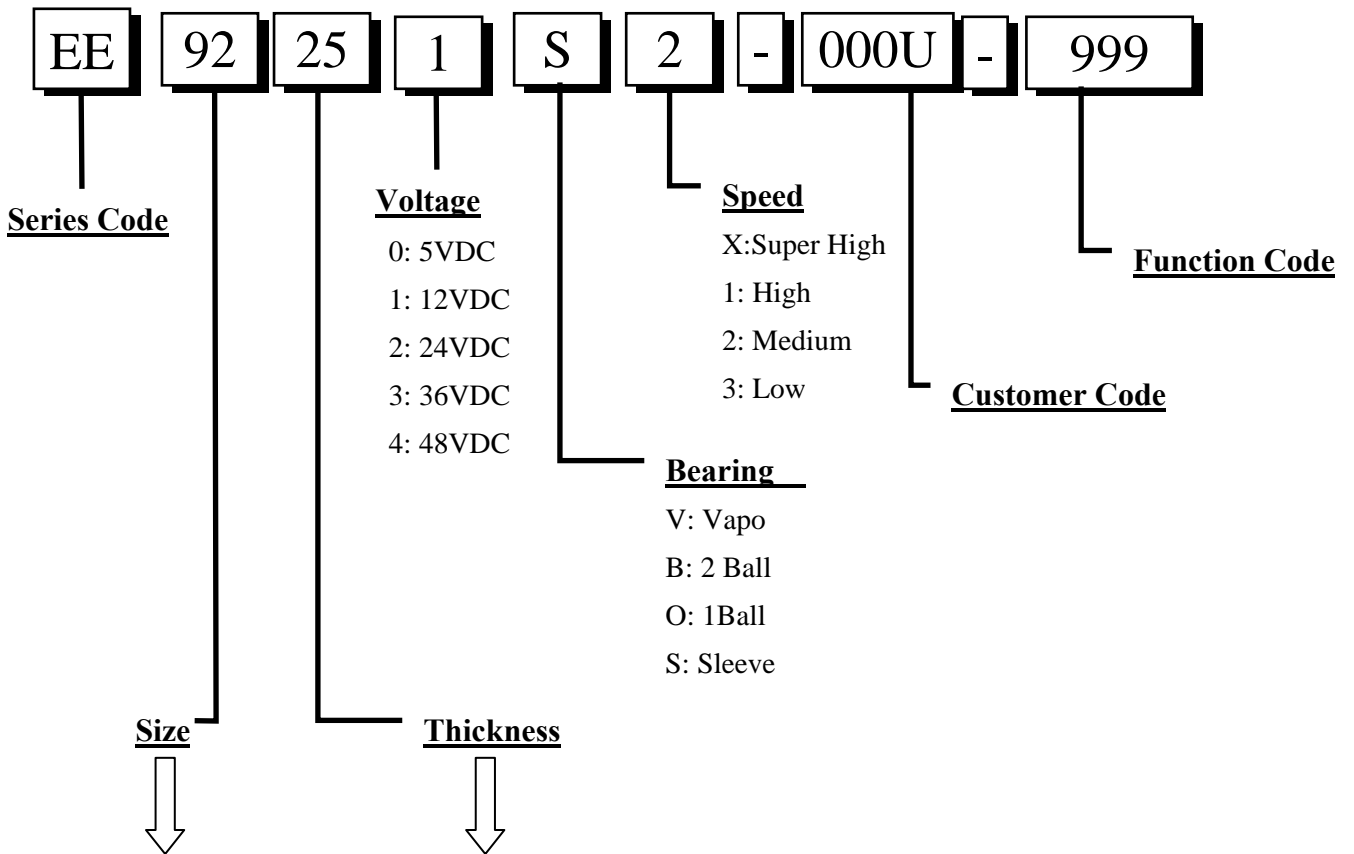 EE 92 25 1 S 2 - 000U - 999
Series Code
Voltage
0: 5VDC
1: 12VDC
2: 24VDC
3: 36VDC
4: 48VDC
Speed
X:Super High
1: High
2: Medium
3: Low
Function Code
Customer Code
Bearing
V: Vapo
B: 2 Ball
O: 1Ball
S: Sleeve
Size
Thickness